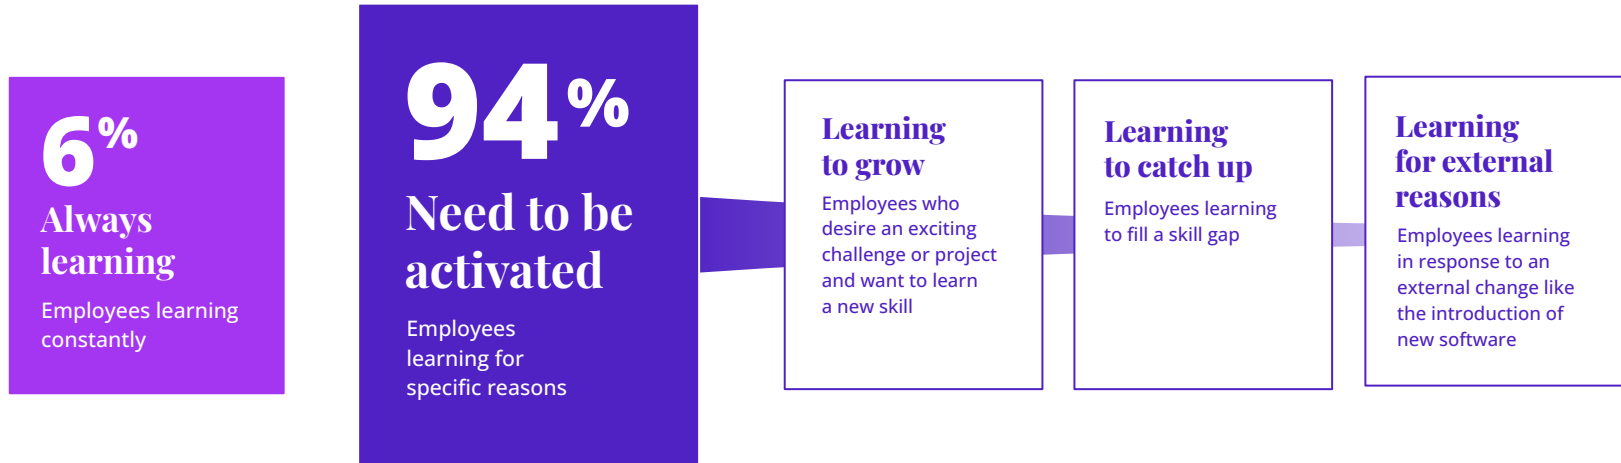 6%
Always
learning
Employees learning
constantly
94%
Need to be
activated
Employees
learning for
specific reasons
Learning
to grow
Employees who
desire an exciting
challenge or project
and want to learn
a new skill
Learning
to catch up
Employees learning
to fill a skill gap
Learning
for external
reasons
Employees learning
in response to an
external change like
the introduction of
new software